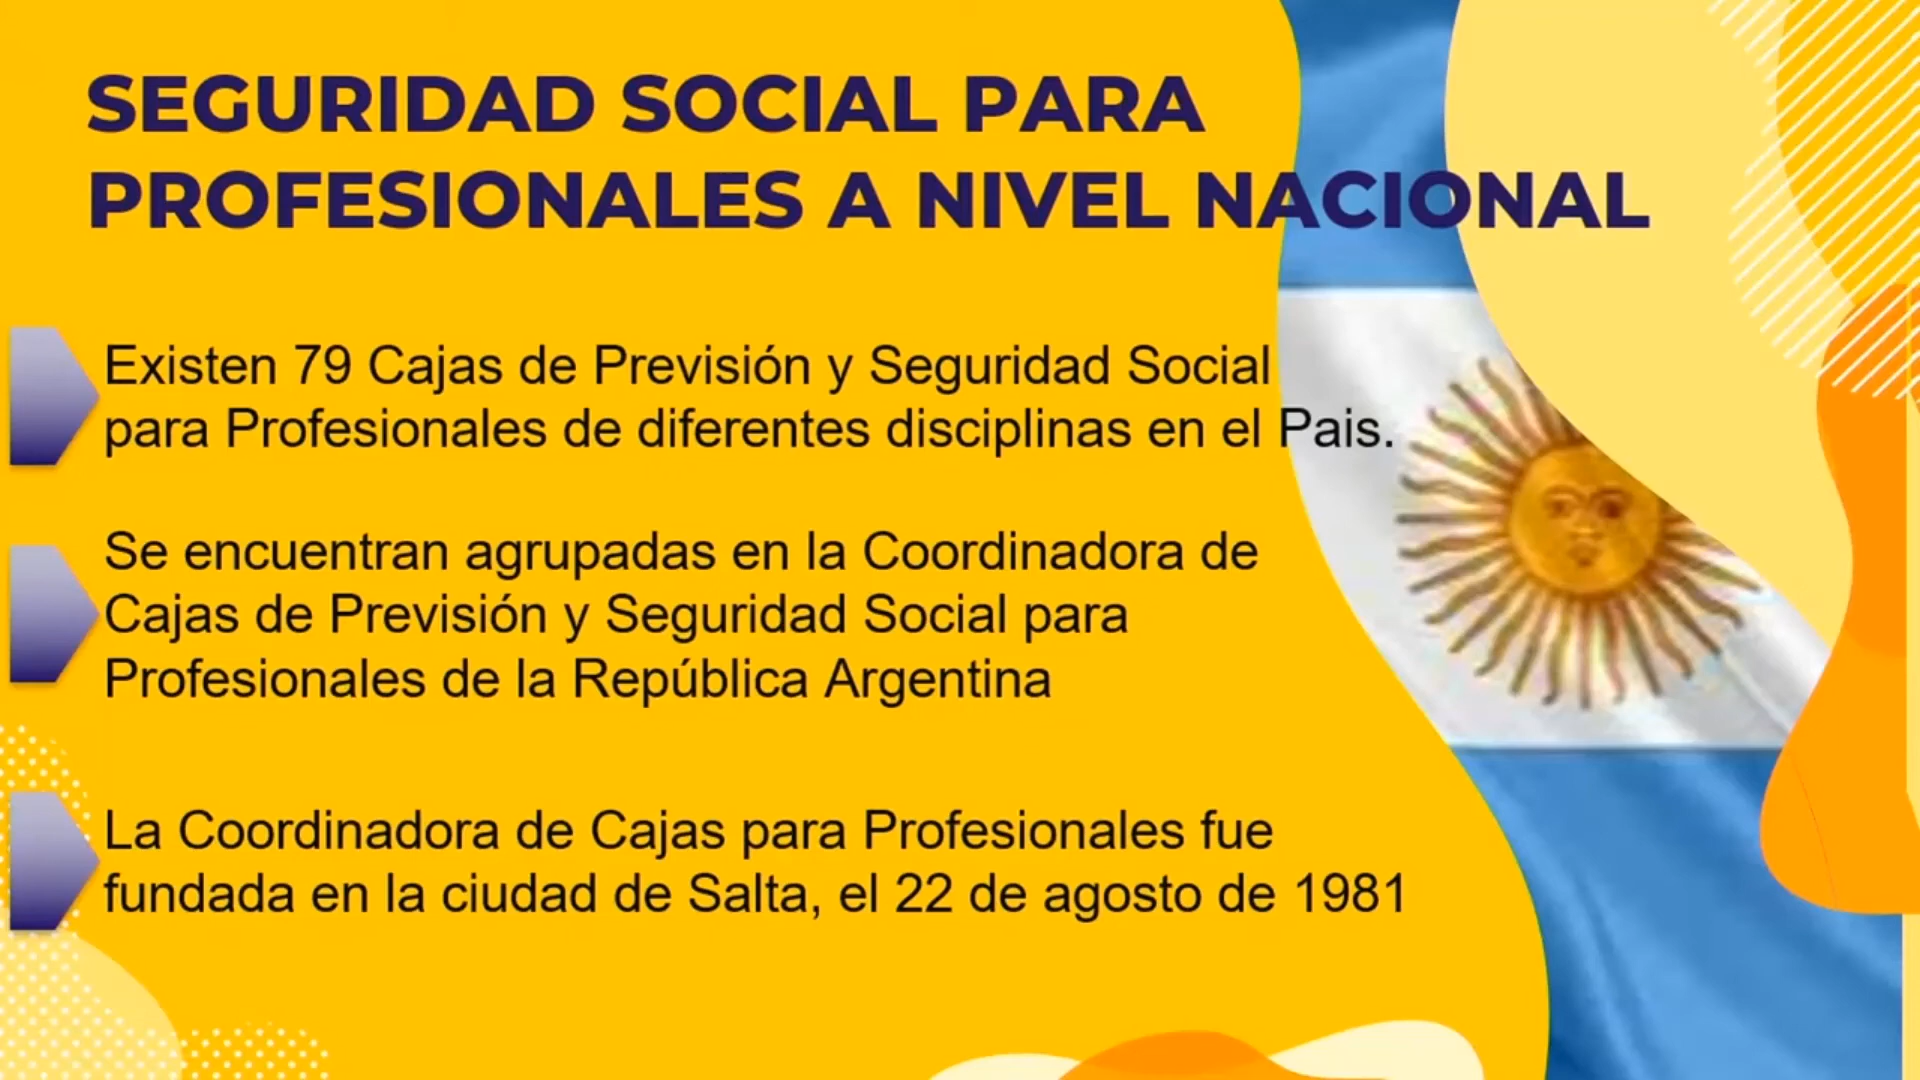 SEGURIDAD SOCIAL PARA
PROFESIONALES A NIVEL NACIONAL
Existen 79 Cajas de Previsión y Seguridad Social
para Profesionales de diferentes disciplinas en el Pais.
Se encuentran agrupadas en la Coordinadora de
Cajas de Previsión y Seguridad Social para
Profesionales de la República Argentina
La Coordinadora de Cajas para Profesionales fue
fundada en la ciudad de Salta, el 22 de agosto de 1981